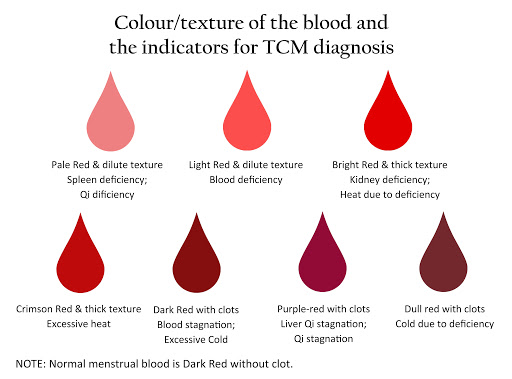 Colour/texture of the blood and
the indicators for TCM diagnosis
Pale Red & dilute texture
Spleen deficiency;
Qi dificiency
Light Red & dilute texture
Blood deficiency
Bright Red & thick texture
Kidney deficiency;
Heat due to deficiency
Crimson Red & thick texture
Excessive heat
Dark Red with clots
Blood stagnation;
Excessive Cold
Purple-red with clots
Liver Qi stagnation;
Qi stagnation
Dull red with clots
Cold due to deficiency
NOTE: Normal menstrual blood is Dark Red without clot.